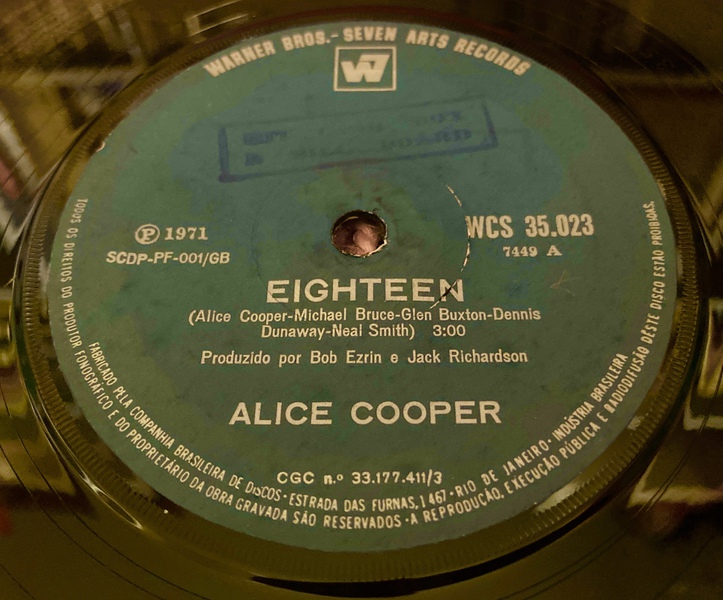 WARNER BROS.- SEVEN ARTS RECORDS
W7
℗ 1971
SCDP-PF-001/GB
WCS 35.023
7449 A
EIGHTEEN
(Alice Cooper-Michael Bruce-Glen Buxton-Dennis
Dunaway-Neal Smith) 3:00
Produzido por Bob Ezrin e Jack Richardson
ALICE COOPER
CGC n.º 33.177.411/3
FABRICADO PELA COMPANHIA BRASILEIRA DE DISCOS · ESTRADA DAS FURNAS, 1467 · RIO DE JANEIRO · INDÚSTRIA BRASILEIRA
TODOS OS DIREITOS DO PRODUTOR FONOGRÁFICO E DO PROPRIETÁRIO DA OBRA GRAVADA SÃO RESERVADOS · A REPRODUÇÃO, EXECUÇÃO PÚBLICA E RADIODIFUSÃO DÊSTE DISCO ESTÃO PROIBIDAS.